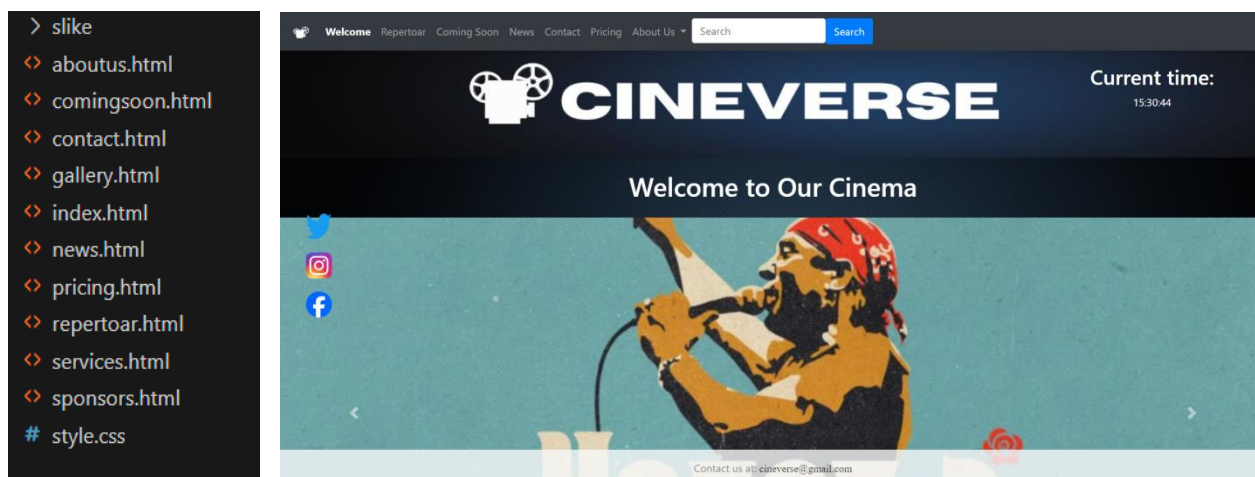 slike
aboutus.html
comingsoon.html
contact.html
gallery.html
index.html
news.html
pricing.html
repertoar.html
services.html
sponsors.html
# style.css
Welcome Repertoar Coming Soon News Contact Pricing About Us Search Search
CINEVERSE
Current time:
15:30:44
Welcome to Our Cinema
Contact us at: cineverse@gmail.com